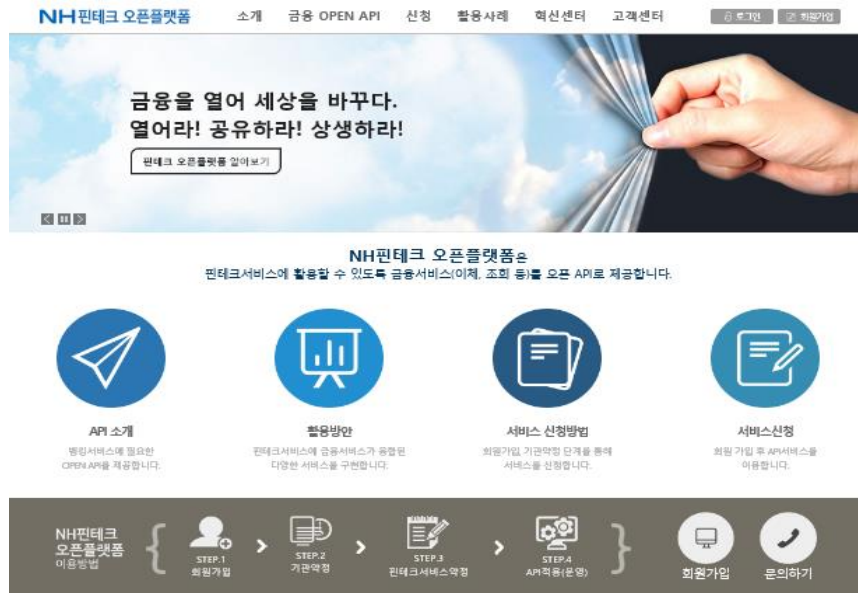 NH핀테크 오픈플랫폼 소개 금융 OPEN API 신청 활용사례 혁신센터 고객센터 로그인 회원가입
금융을 열어 세상을 바꾸다.
열어라! 공유하라! 상생하라!
핀테크 오픈플랫폼 알아보기
NH핀테크 오픈플랫폼은
핀테크서비스에 활용할 수 있도록 금융서비스(이체, 조회 등)를 오픈 API로 제공합니다.
API 소개
뱅킹서비스에 필요한
OPEN API를 제공합니다.
활용방안
핀테크서비스에 금융서비스가 융합된
다양한 서비스를 구현합니다.
서비스 신청방법
회원가입, 기관약정 단계를 통해
서비스를 신청합니다.
서비스신청
회원 가입 후 API서비스를
이용합니다.
NH핀테크
오픈플랫폼
이용방법
STEP.1
회원가입
STEP.2
기관약정
STEP.3
핀테크서비스약정
STEP.4
API적용(운영)
회원가입
문의하기